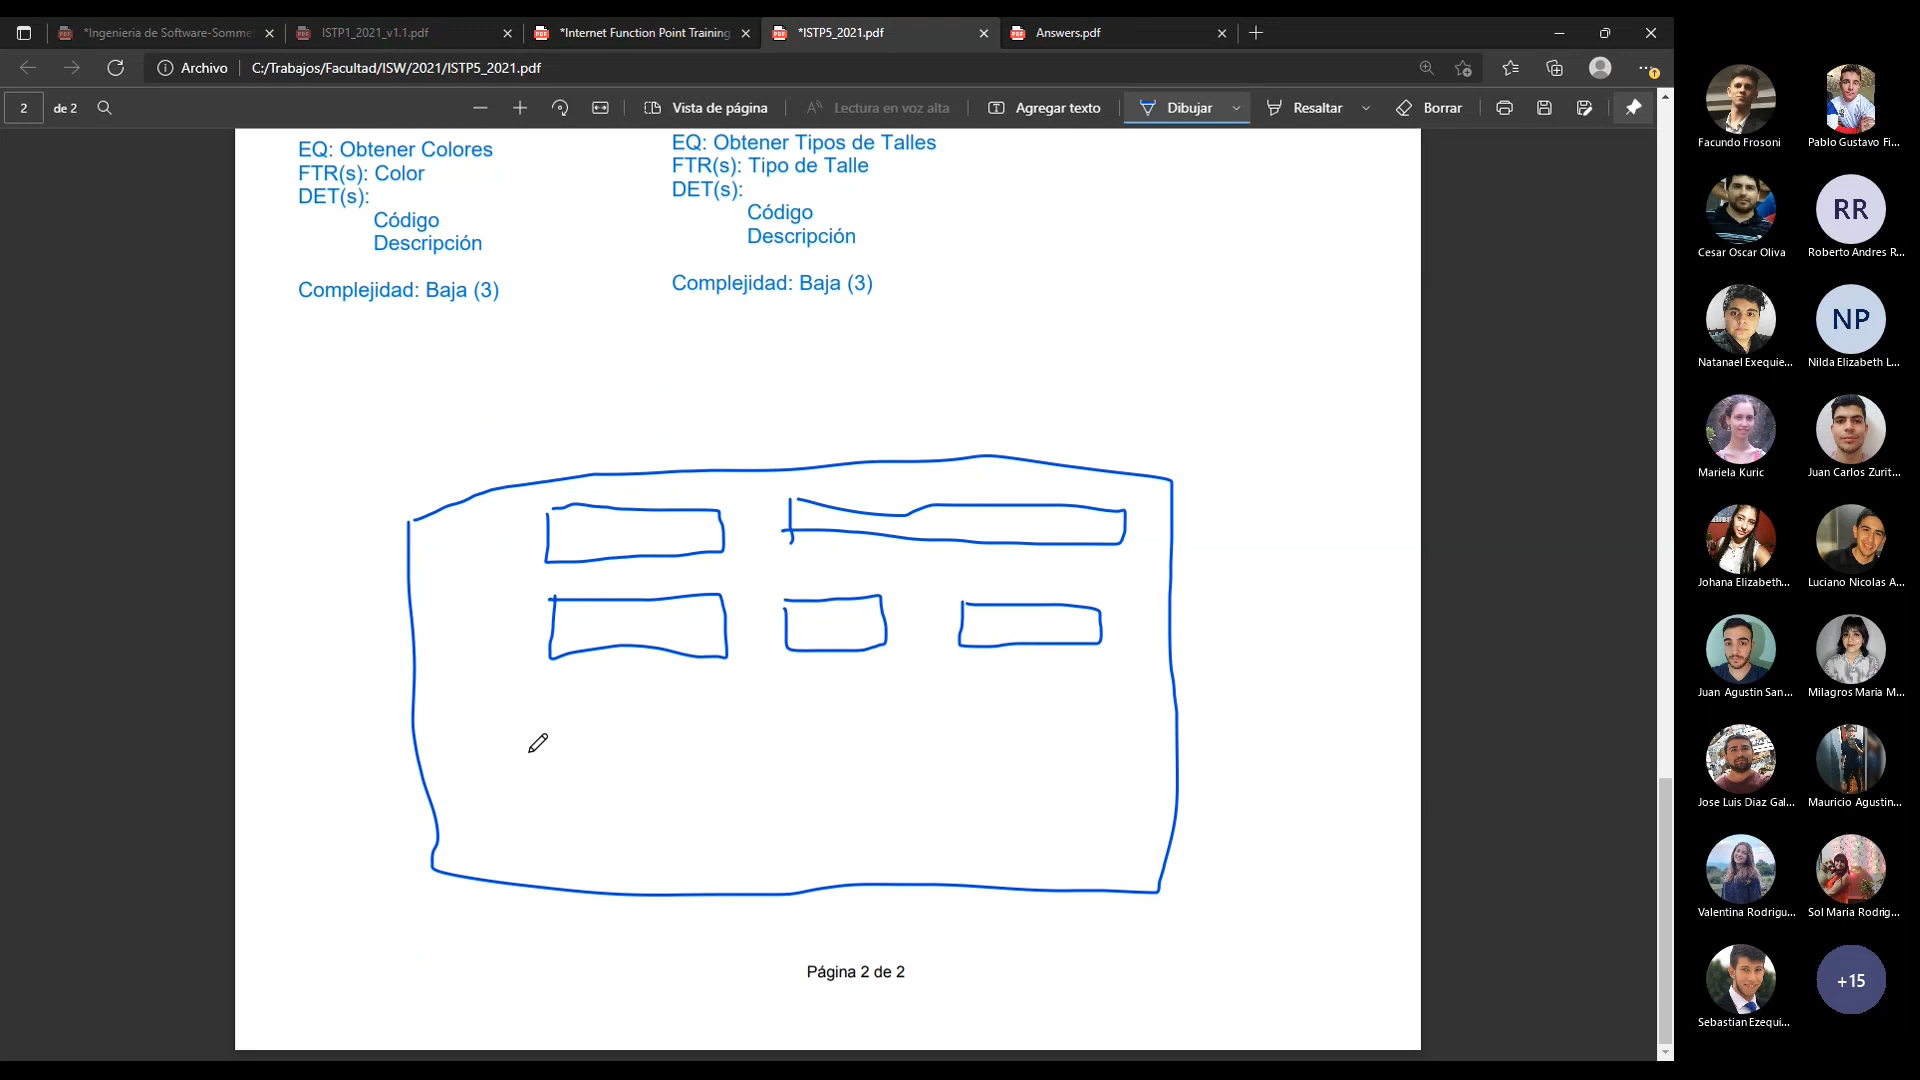 *Ingenieria de Software-Somme
ISTP1_2021_v1.1.pdf
*Internet Function Point Training
*ISTP5_2021.pdf
Answers.pdf
Archivo
C:/Trabajos/Facultad/ISW/2021/ISTP5_2021.pdf
2
de 2
Vista de página
Lectura en voz alta
Agregar texto
Dibujar
Resaltar
Borrar
EQ: Obtener Colores
FTR(s): Color
DET(s):
Código
Descripción
Complejidad: Baja (3)
EQ: Obtener Tipos de Talles
FTR(s): Tipo de Talle
DET(s):
Código
Descripción
Complejidad: Baja (3)
Página 2 de 2
Facundo Frosoni
Pablo Gustavo Fi...
RR
Cesar Oscar Oliva
Roberto Andres R...
NP
Natanael Exequie...
Nilda Elizabeth L...
Mariela Kuric
Juan Carlos Zurit...
Johana Elizabeth...
Luciano Nicolas A...
Juan Agustin San...
Milagros Maria M...
Jose Luis Diaz Gal...
Mauricio Agustin...
Valentina Rodrigu...
Sol Maria Rodrig...
+15
Sebastian Ezequi...